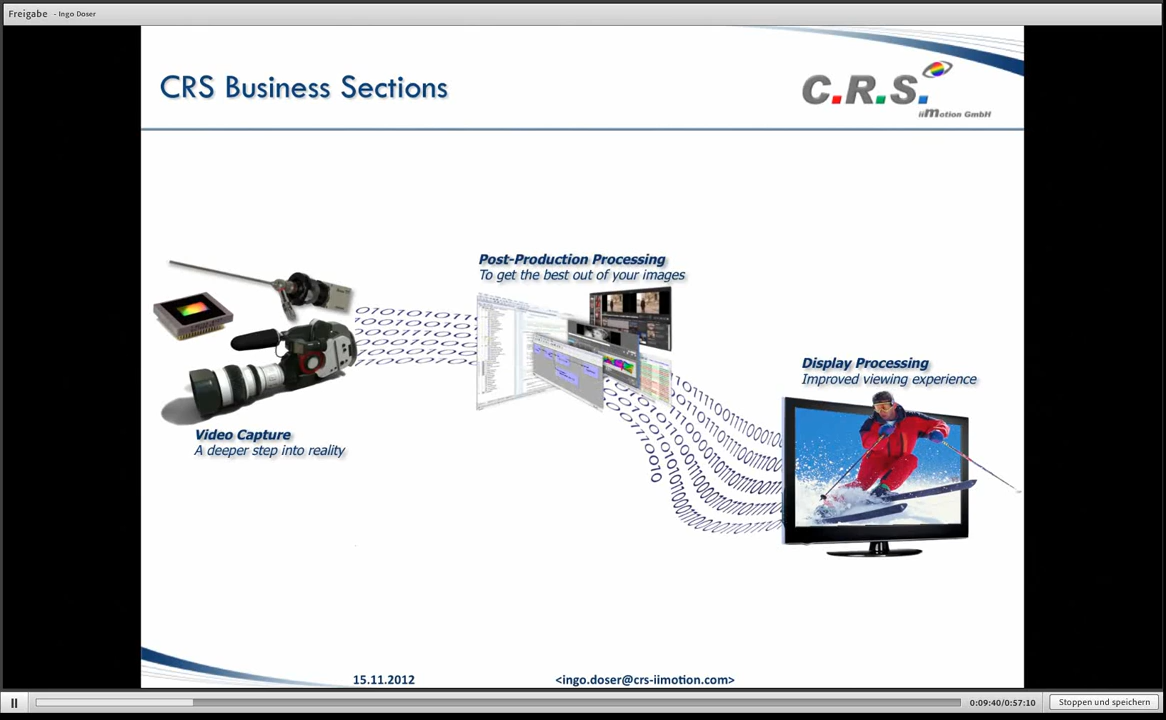 Freigabe - Ingo Doser
CRS Business Sections
C.R.S.
iiMotion GmbH
Post-Production Processing
To get the best out of your images
Display Processing
Improved viewing experience
Video Capture
A deeper step into reality
15.11.2012
<ingo.doser@crs-iimotion.com>
0:09:40/0:57:10
Stoppen und speichern